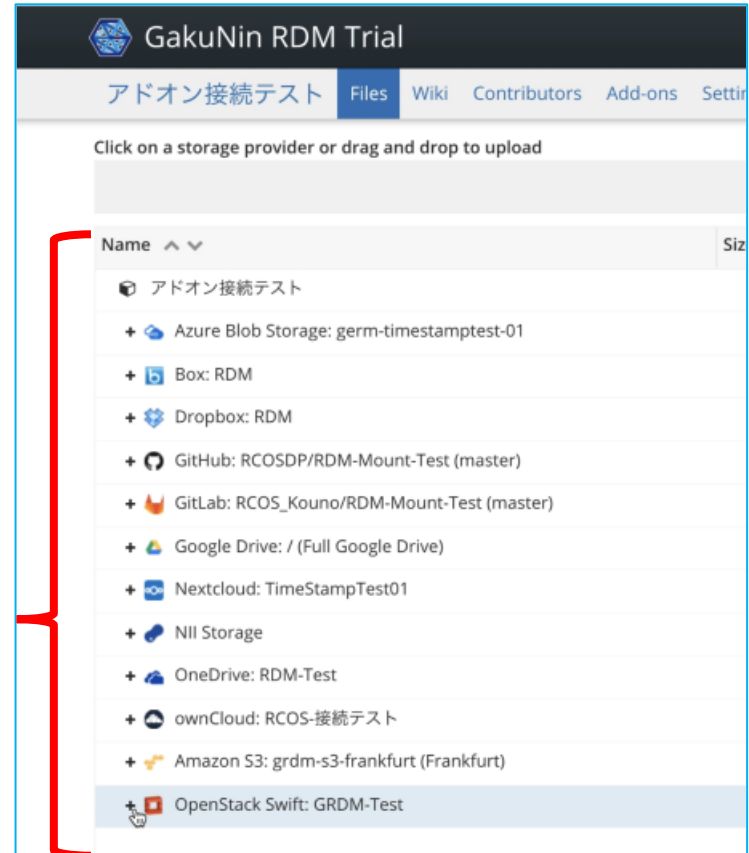 GakuNin RDM Trial
アドオン接続テスト Files Wiki Contributors Add-ons
Click on a storage provider or drag and drop to upload
Name
アドオン接続テスト
Azure Blob Storage: germ-timestamptest-01
Box: RDM
Dropbox: RDM
GitHub: RCOSDP/RDM-Mount-Test (master)
GitLab: RCOS_Kouno/RDM-Mount-Test (master)
Google Drive: / (Full Google Drive)
Nextcloud: TimeStampTest01
NII Storage
OneDrive: RDM-Test
ownCloud: RCOS-接続テスト
Amazon S3: grdm-s3-frankfurt (Frankfurt)
OpenStack Swift: GRDM-Test